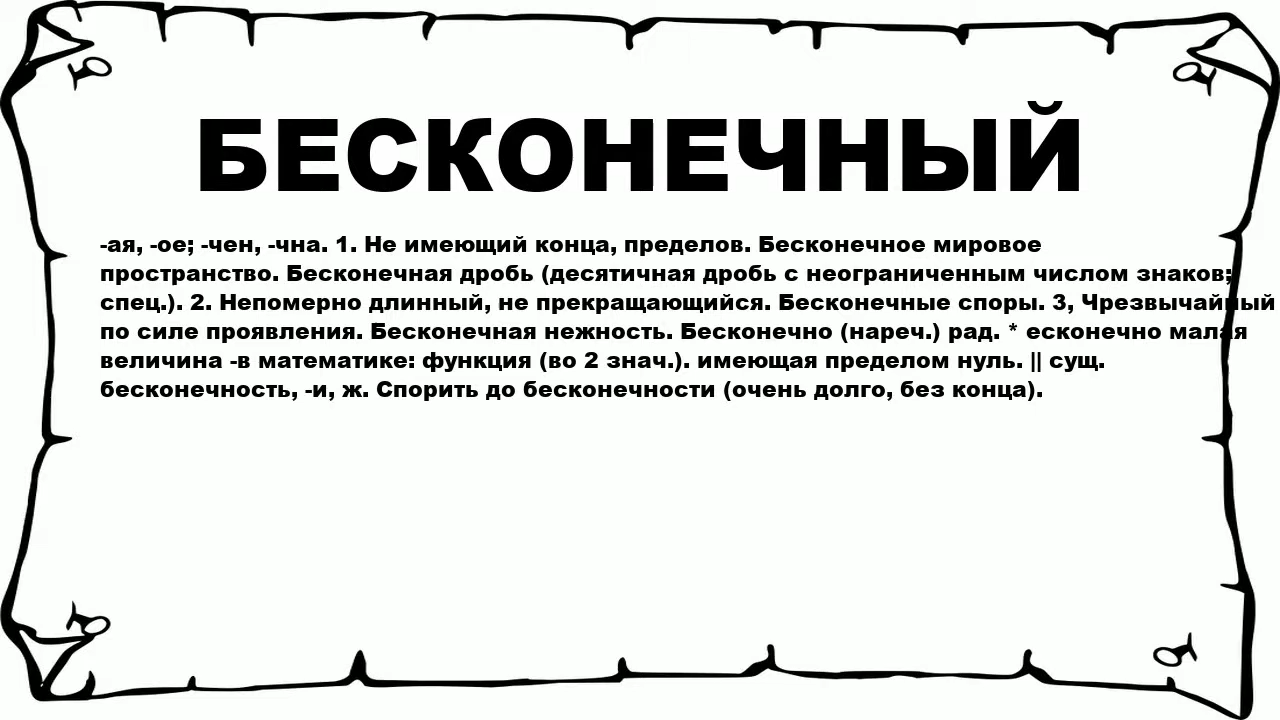 БЕСКОНЕЧНЫЙ
-ая, -ое; -чен, -чна. 1. Не имеющий конца, пределов. Бесконечное мировое
пространство. Бесконечная дробь (десятичная дробь с неограниченным числом знаков;
спец.). 2. Непомерно длинный, не прекращающийся. Бесконечные споры. 3, Чрезвычайный
по силе проявления. Бесконечная нежность. Бесконечно (нареч.) рад. * есконечно малая
величина -в математике: функция (во 2 знач.). имеющая пределом нуль. || сущ.
бесконечность, -и, ж. Спорить до бесконечности (очень долго, без конца).